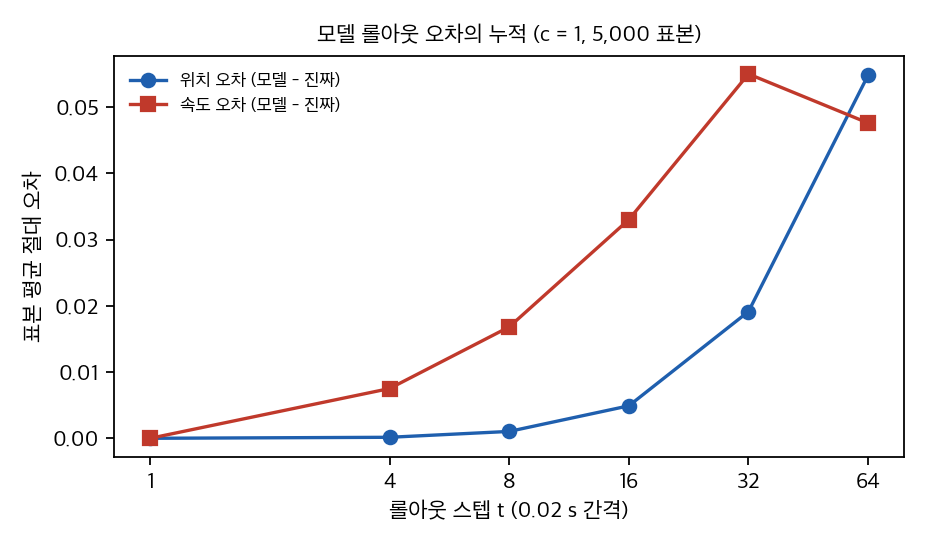 모델 롤아웃 오차의 누적 (c = 1, 5,000 표본)
위치 오차 (모델 - 진짜)
속도 오차 (모델 - 진짜)
표본 평균 절대 오차
0.05
0.04
0.03
0.02
0.01
0.00
1 4 8 16 32 64
롤아웃 스텝 t (0.02 s 간격)